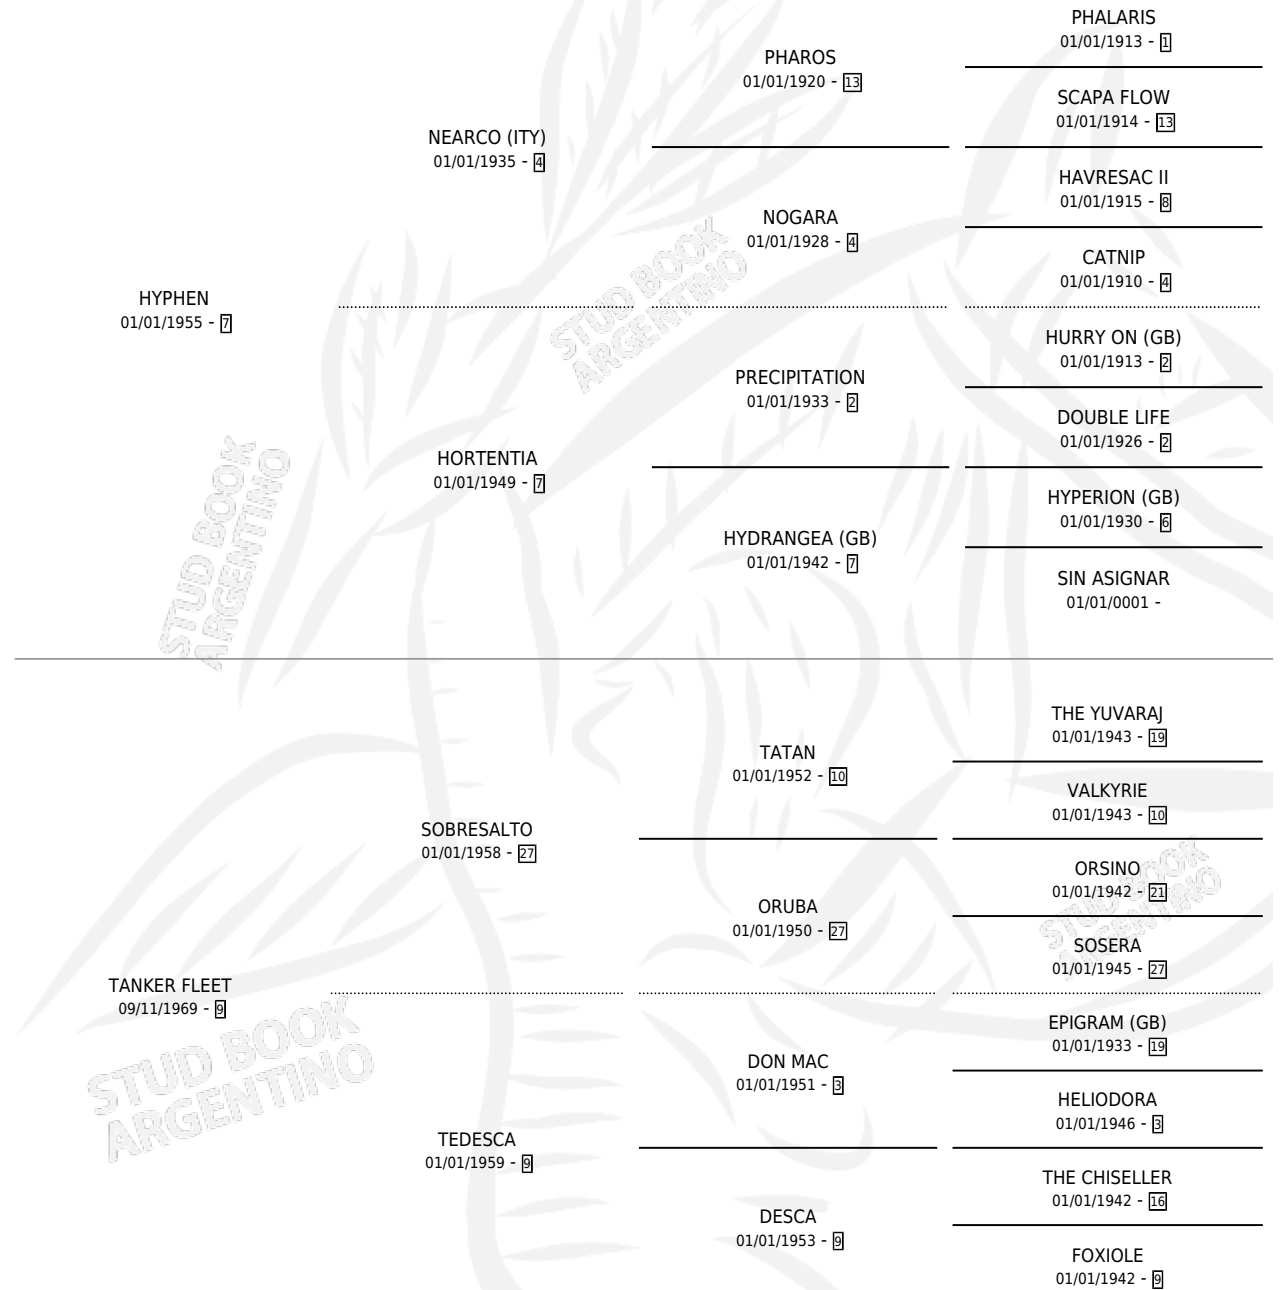 PHALARIS
01/01/1913 - 1
PHAROS
01/01/1920 - 13
SCAPA FLOW
01/01/1914 - 13
NEARCO (ITY)
01/01/1935 - 4
HAVRESAC II
01/01/1915 - 8
NOGARA
01/01/1928 - 4
CATNIP
01/01/1910 - 4
HYPHEN
01/01/1955 - 7
HURRY ON (GB)
01/01/1913 - 2
PRECIPITATION
01/01/1933 - 2
DOUBLE LIFE
01/01/1926 - 2
HORTENTIA
01/01/1949 - 7
HYPERION (GB)
01/01/1930 - 6
HYDRANGEA (GB)
01/01/1942 - 7
SIN ASIGNAR
01/01/0001 -
STUD BOOK
ARGENTINO
STUD BOOK
ARGENTINO
THE YUVARAJ
01/01/1943 - 19
TATAN
01/01/1952 - 10
VALKYRIE
01/01/1943 - 10
SOBRESALTO
01/01/1958 - 27
ORSINO
01/01/1942 - 21
ORUBA
01/01/1950 - 27
SOSERA
01/01/1945 - 27
TANKER FLEET
09/11/1969 - 9
EPIGRAM (GB)
01/01/1933 - 19
DON MAC
01/01/1951 - 3
HELIODORA
01/01/1946 - 3
TEDESCA
01/01/1959 - 9
THE CHISELLER
01/01/1942 - 16
DESCA
01/01/1953 - 9
FOXIOLE
01/01/1942 - 9
STUD BOOK
ARGENTINO
STUD BOOK
ARGENTINO